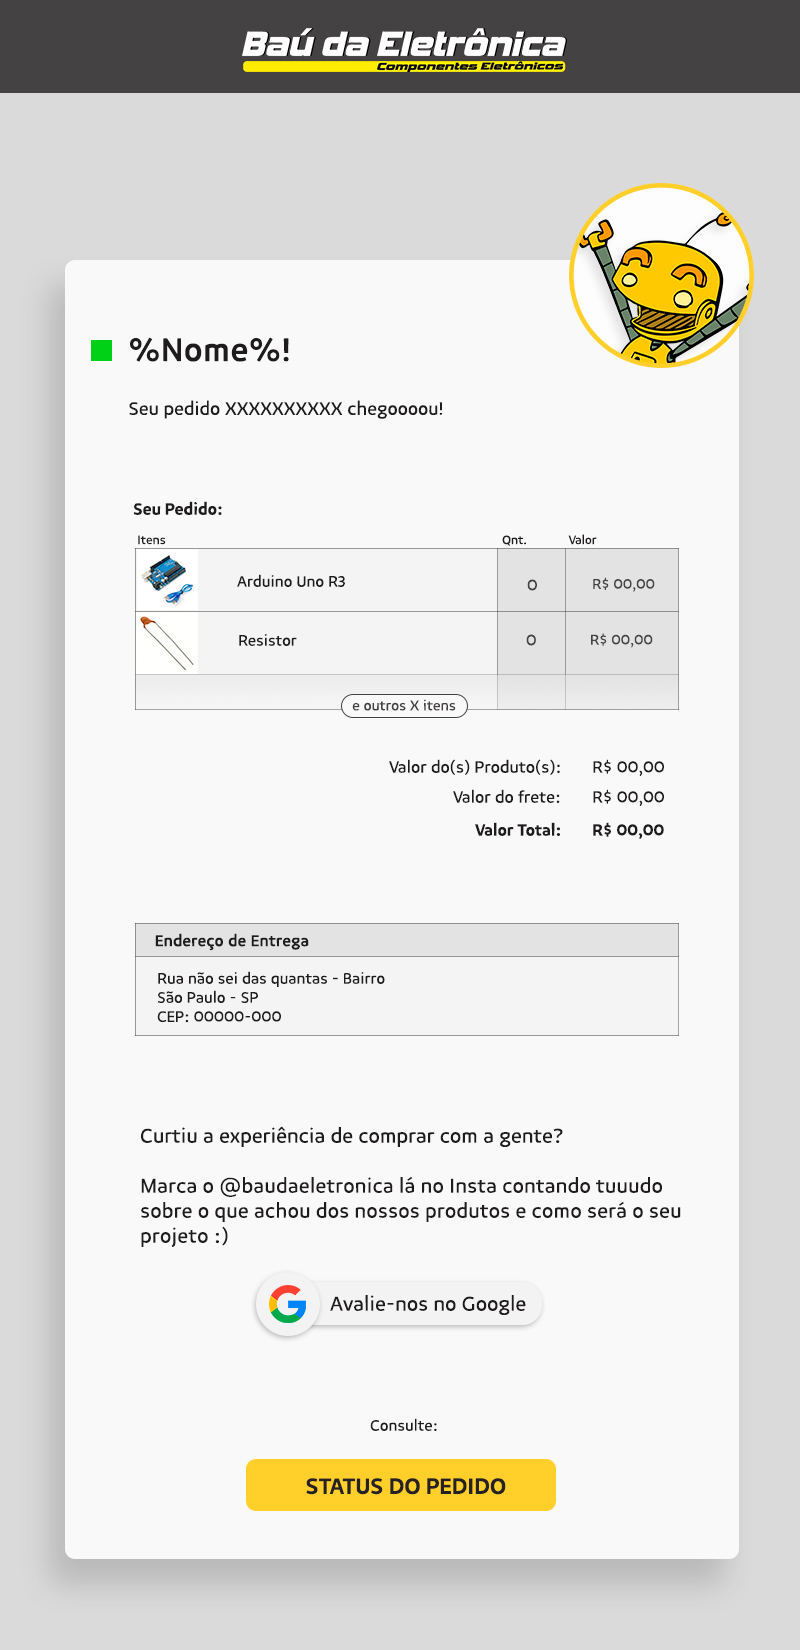 Baú da Eletrônica
Componentes Eletrônicos
%Nome%!
Seu pedido XXXXXXXXXX chegoooou!
Seu Pedido:
Itens Qnt. Valor
Arduino Uno R3 0 R$ 00,00
Resistor 0 R$ 00,00
e outros X itens
Valor do(s) Produto(s): R$ 00,00
Valor do frete: R$ 00,00
Valor Total: R$ 00,00
Endereço de Entrega
Rua não sei das quantas - Bairro
São Paulo - SP
CEP: 00000-000
Curtiu a experiência de comprar com a gente?
Marca o @baudaeletronica lá no Insta contando tuuudo
sobre o que achou dos nossos produtos e como será o seu
projeto :)
Avalie-nos no Google
Consulte:
STATUS DO PEDIDO